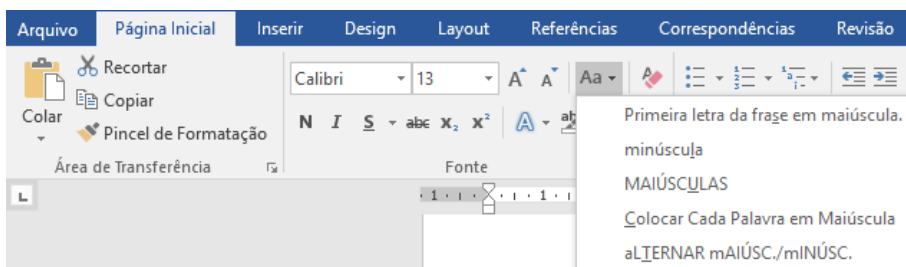 Arquivo Página Inicial Inserir Design Layout Referências Correspondências Revisão
Recortar
Copiar
Pincel de Formatação
Colar
Área de Transferência
Calibri 13 Aa
N I S abc X₂ X² A
Fonte
Primeira letra da frase em maiúscula.
minúscula
MAIÚSCULAS
Colocar Cada Palavra em Maiúscula
aLTERNAR mAIÚSC./mINÚSC.
1 1